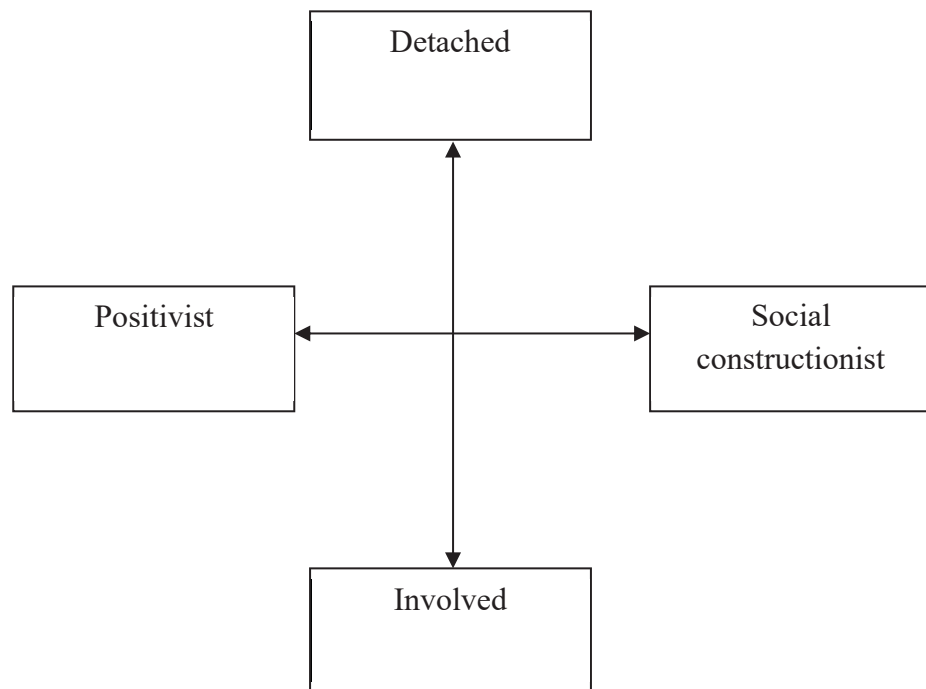 Detached
Positivist
Social
constructionist
Involved